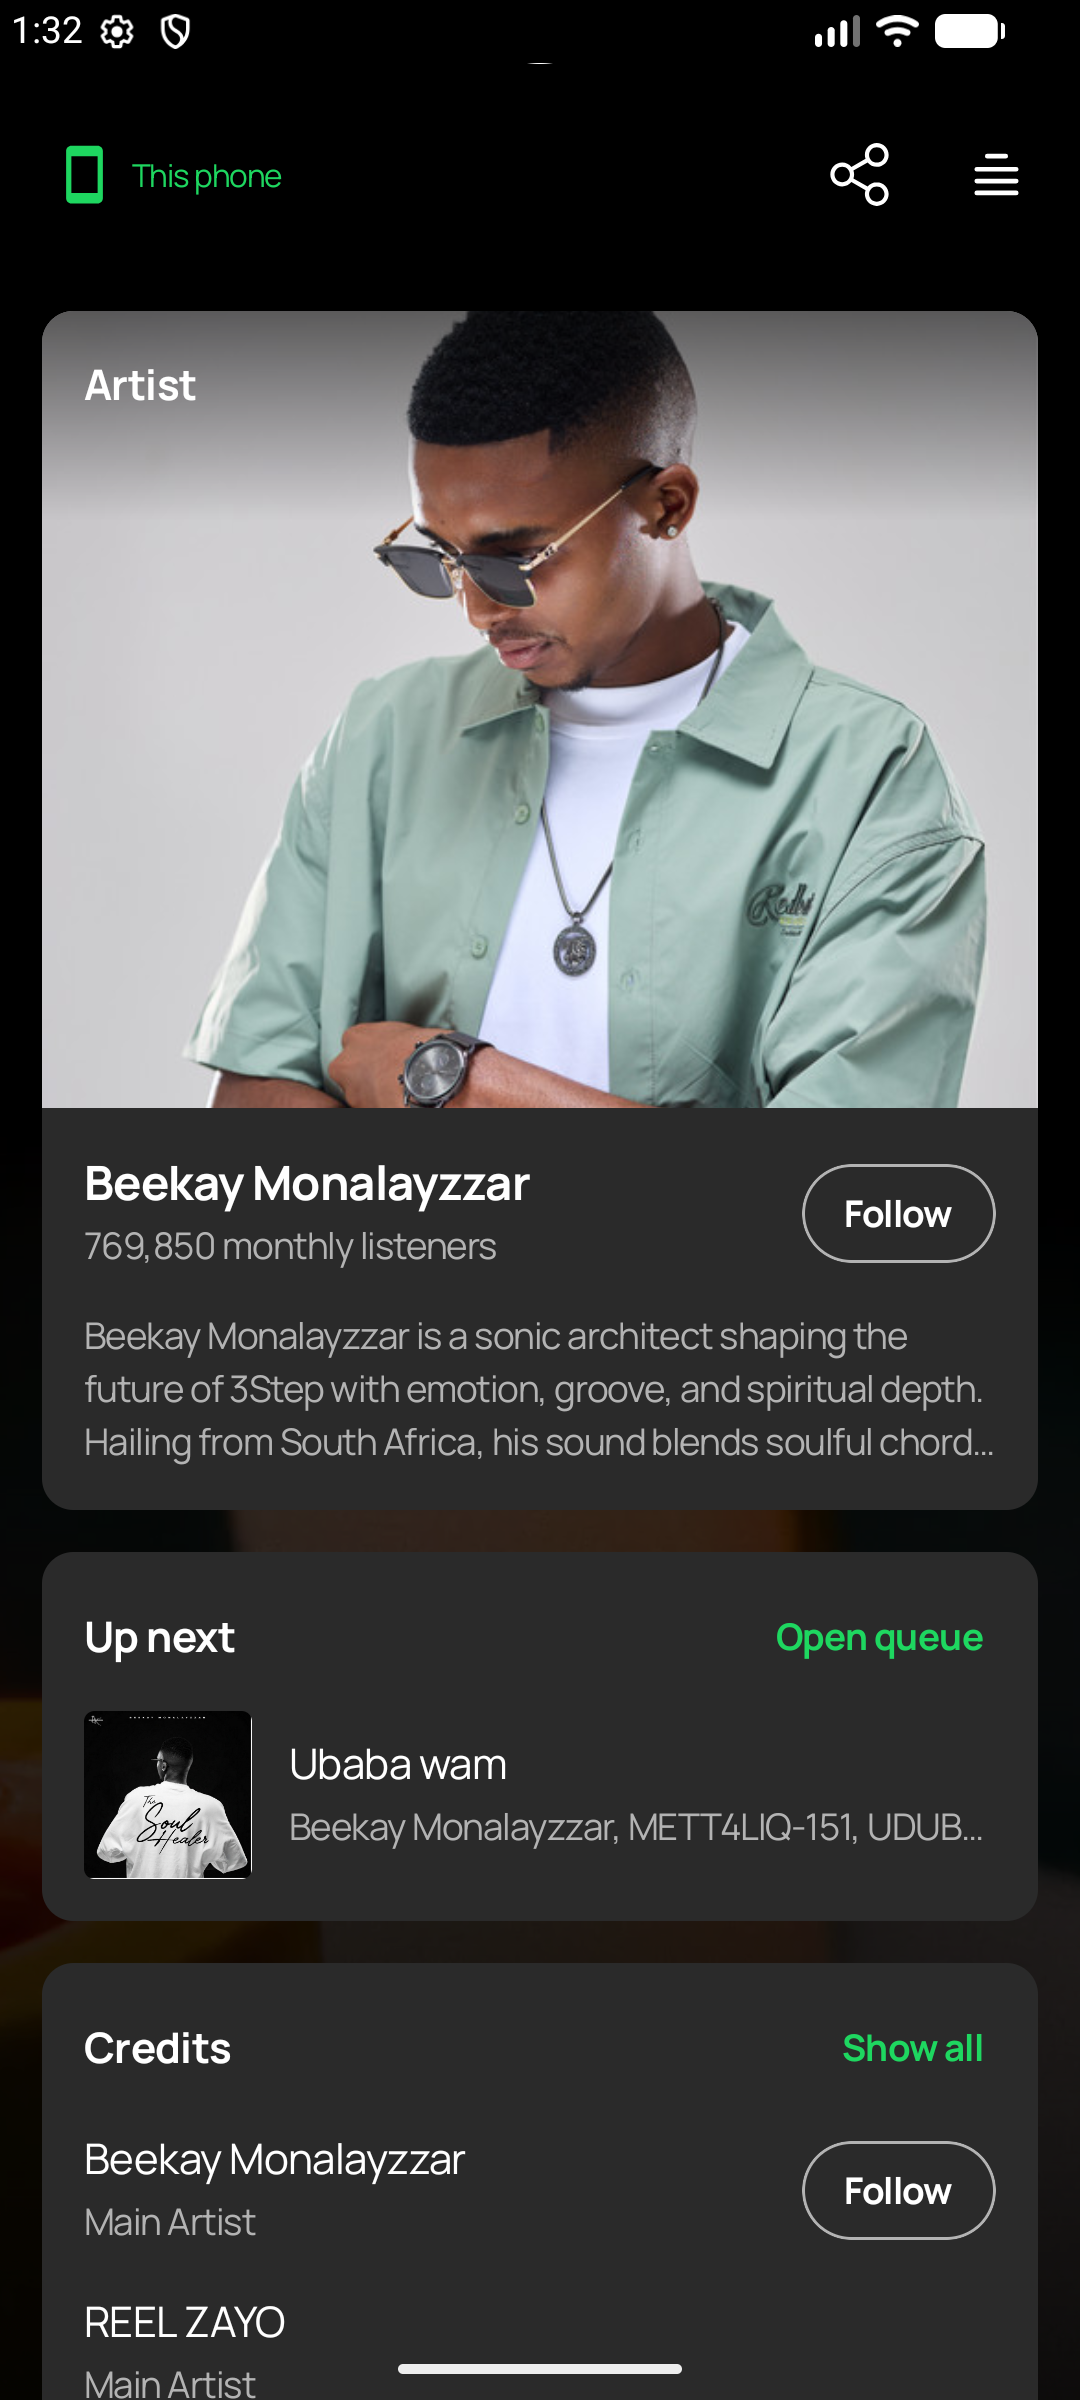 1:32
This phone
Artist
Beekay Monalayzzar
769,850 monthly listeners
Follow
Beekay Monalayzzar is a sonic architect shaping the
future of 3Step with emotion, groove, and spiritual depth.
Hailing from South Africa, his sound blends soulful chord...
Up next
Open queue
The
Soul
Healer
Ubaba wam
Beekay Monalayzzar, METT4LIQ-151, UDUB...
Credits
Show all
Beekay Monalayzzar
Main Artist
Follow
REEL ZAYO
Main Artist